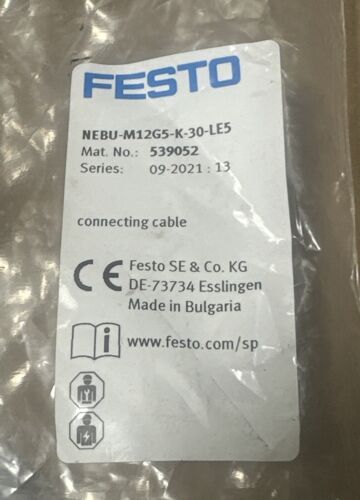 FESTO
NEBU-M12G5-K-30-LE5
Mat. No.: 539052
Series: 09-2021 : 13
connecting cable
CE Festo SE & Co. KG
DE-73734 Esslingen
Made in Bulgaria
i www.festo.com/sp